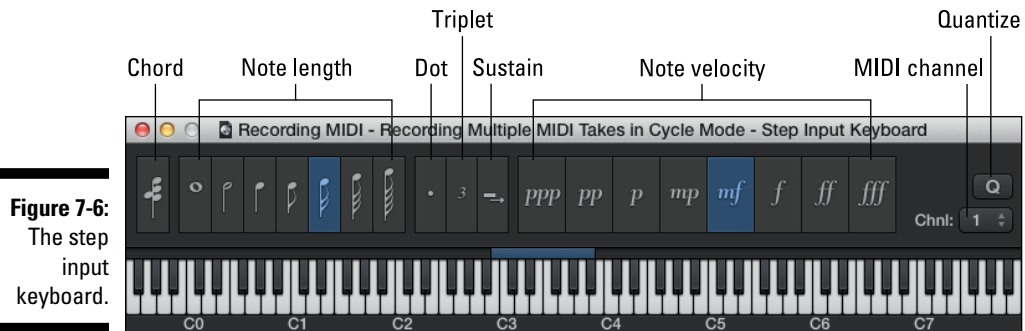 Triplet Quantize
Chord Note length Dot Sustain Note velocity MIDI channel
Recording MIDI - Recording Multiple MIDI Takes in Cycle Mode - Step Input Keyboard
3 ppp pp p mp mf f ff fff Q
Chnl: 1
C0 C1 C2 C3 C4 C5 C6 C7
Figure 7-6:
The step
input
keyboard.